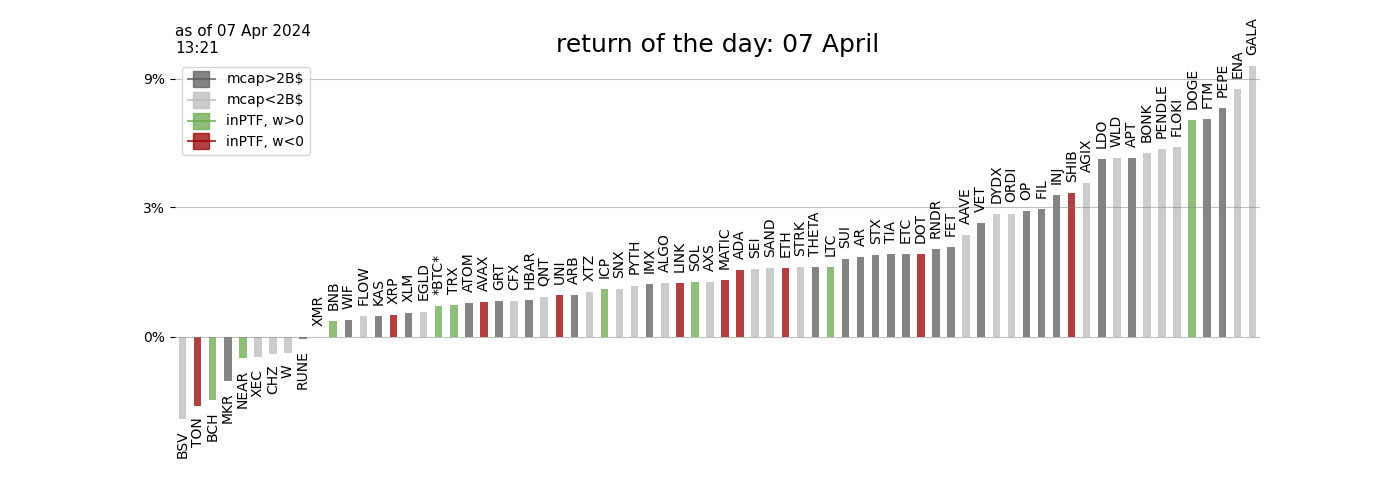 as of 07 Apr 2024
13:21
return of the day: 07 April
mcap>2B$
mcap<2B$
inPTF, w>0
inPTF, w<0
9%
3%
0%
BSV
TON
BCH
MKR
NEAR
XEC
CHZ
W
RUNE
XMR
BNB
WIF
FLOW
KAS
XRP
XLM
EGLD
*BTC*
TRX
ATOM
AVAX
GRT
CFX
HBAR
QNT
UNI
ARB
XTZ
ICP
SNX
PYTH
IMX
ALGO
LINK
SOL
AXS
MATIC
ADA
SEI
SAND
ETH
STRK
THETA
LTC
SUI
AR
STX
TIA
ETC
DOT
RNDR
FET
AAVE
VET
DYDX
ORDI
OP
FIL
INJ
SHIB
AGIX
LDO
WLD
APT
BONK
PENDLE
FLOKI
DOGE
FTM
PEPE
ENA
GALA